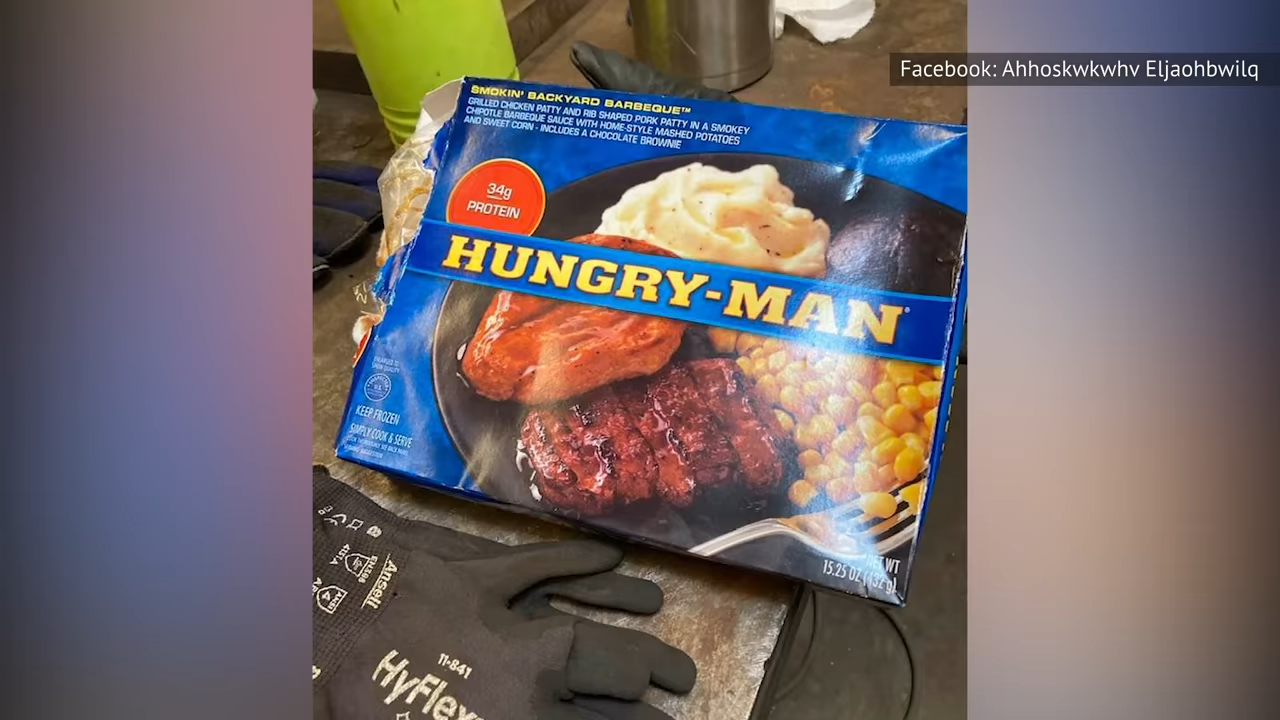 Facebook: Ahhoskwkwhv Eljaohbwilq
SMOKIN' BACKYARD BARBEQUE™
GRILLED CHICKEN PATTY AND RIB SHAPED PORK PATTY IN A SMOKEY
CHIPOTLE BARBEQUE SAUCE WITH HOME-STYLE MASHED POTATOES
AND SWEET CORN - INCLUDES A CHOCOLATE BROWNIE
34g
PROTEIN
HUNGRY-MAN
KEEP FROZEN
SIMPLY COOK & SERVE
NET WT
15.25 OZ
Ansell
11-841
HyFlex